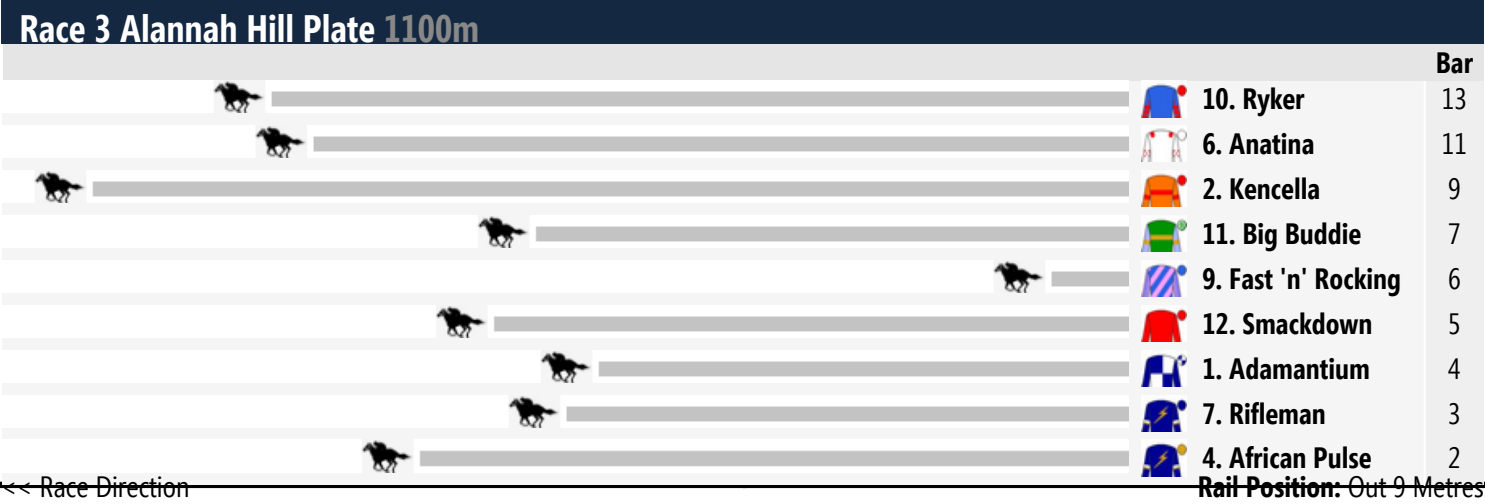 Race 3 Alannah Hill Plate 1100m
Bar
10. Ryker 13
6. Anatina 11
2. Kencella 9
11. Big Buddie 7
9. Fast 'n' Rocking 6
12. Smackdown 5
1. Adamantium 4
7. Rifleman 3
4. African Pulse 2
<< Race Direction Rail Position: Out 9 Metres